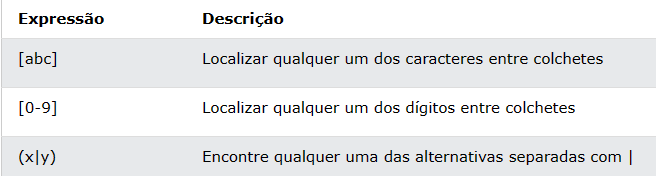 Expressão Descrição
[abc] Localizar qualquer um dos caracteres entre colchetes
[0-9] Localizar qualquer um dos dígitos entre colchetes
(x|y) Encontre qualquer uma das alternativas separadas com |